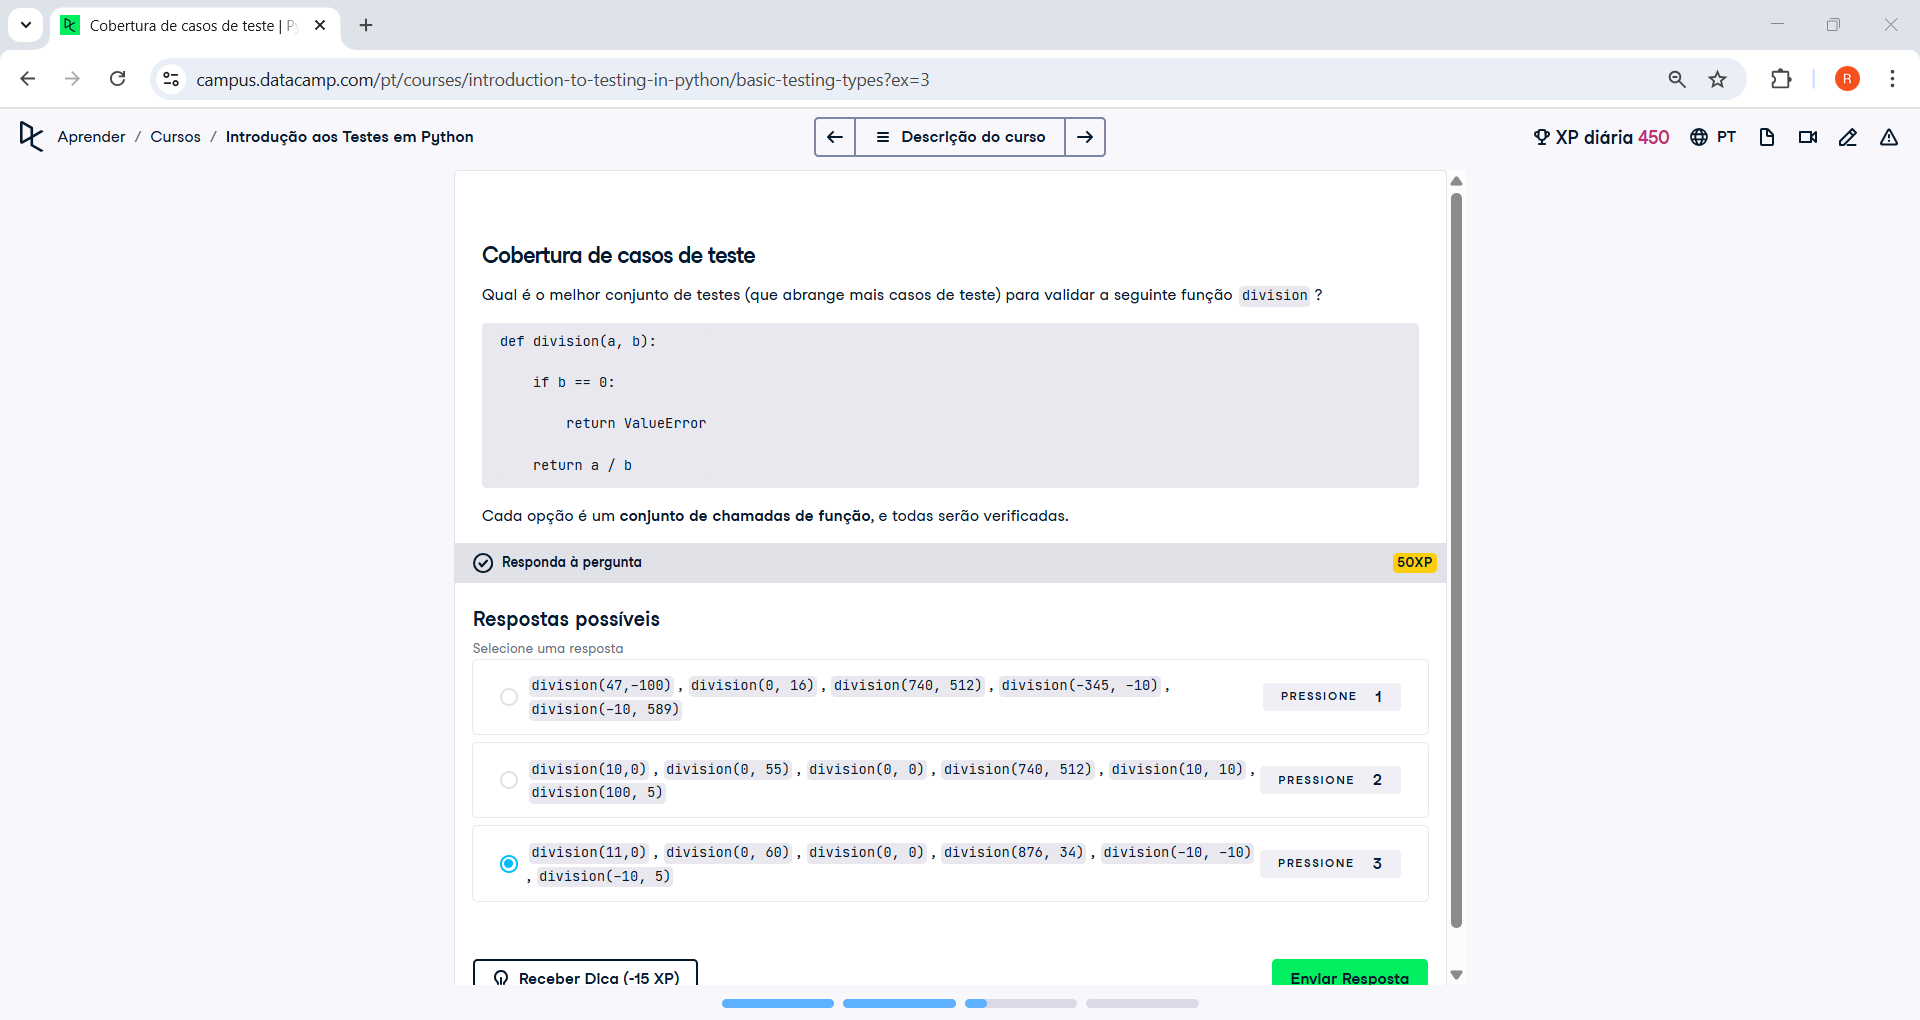 Cobertura de casos de teste | P
campus.datacamp.com/pt/courses/introduction-to-testing-in-python/basic-testing-types?ex=3
R
Aprender / Cursos / Introdução aos Testes em Python
Descrição do curso
XP diária 450
PT
Cobertura de casos de teste
Qual é o melhor conjunto de testes (que abrange mais casos de teste) para validar a seguinte função division ?
def division(a, b):
if b == 0:
return ValueError
return a / b
Cada opção é um conjunto de chamadas de função, e todas serão verificadas.
Responda à pergunta
50XP
Respostas possíveis
Selecione uma resposta
division(47,-100) , division(0, 16) , division(740, 512) , division(-345, -10) ,
division(-10, 589)
PRESSIONE 1
division(10,0) , division(0, 55) , division(0, 0) , division(740, 512) , division(10, 10) ,
division(100, 5)
PRESSIONE 2
division(11,0) , division(0, 60) , division(0, 0) , division(876, 34) , division(-10, -10)
, division(-10, 5)
PRESSIONE 3
Receber Dica (-15 XP)
Enviar Resposta